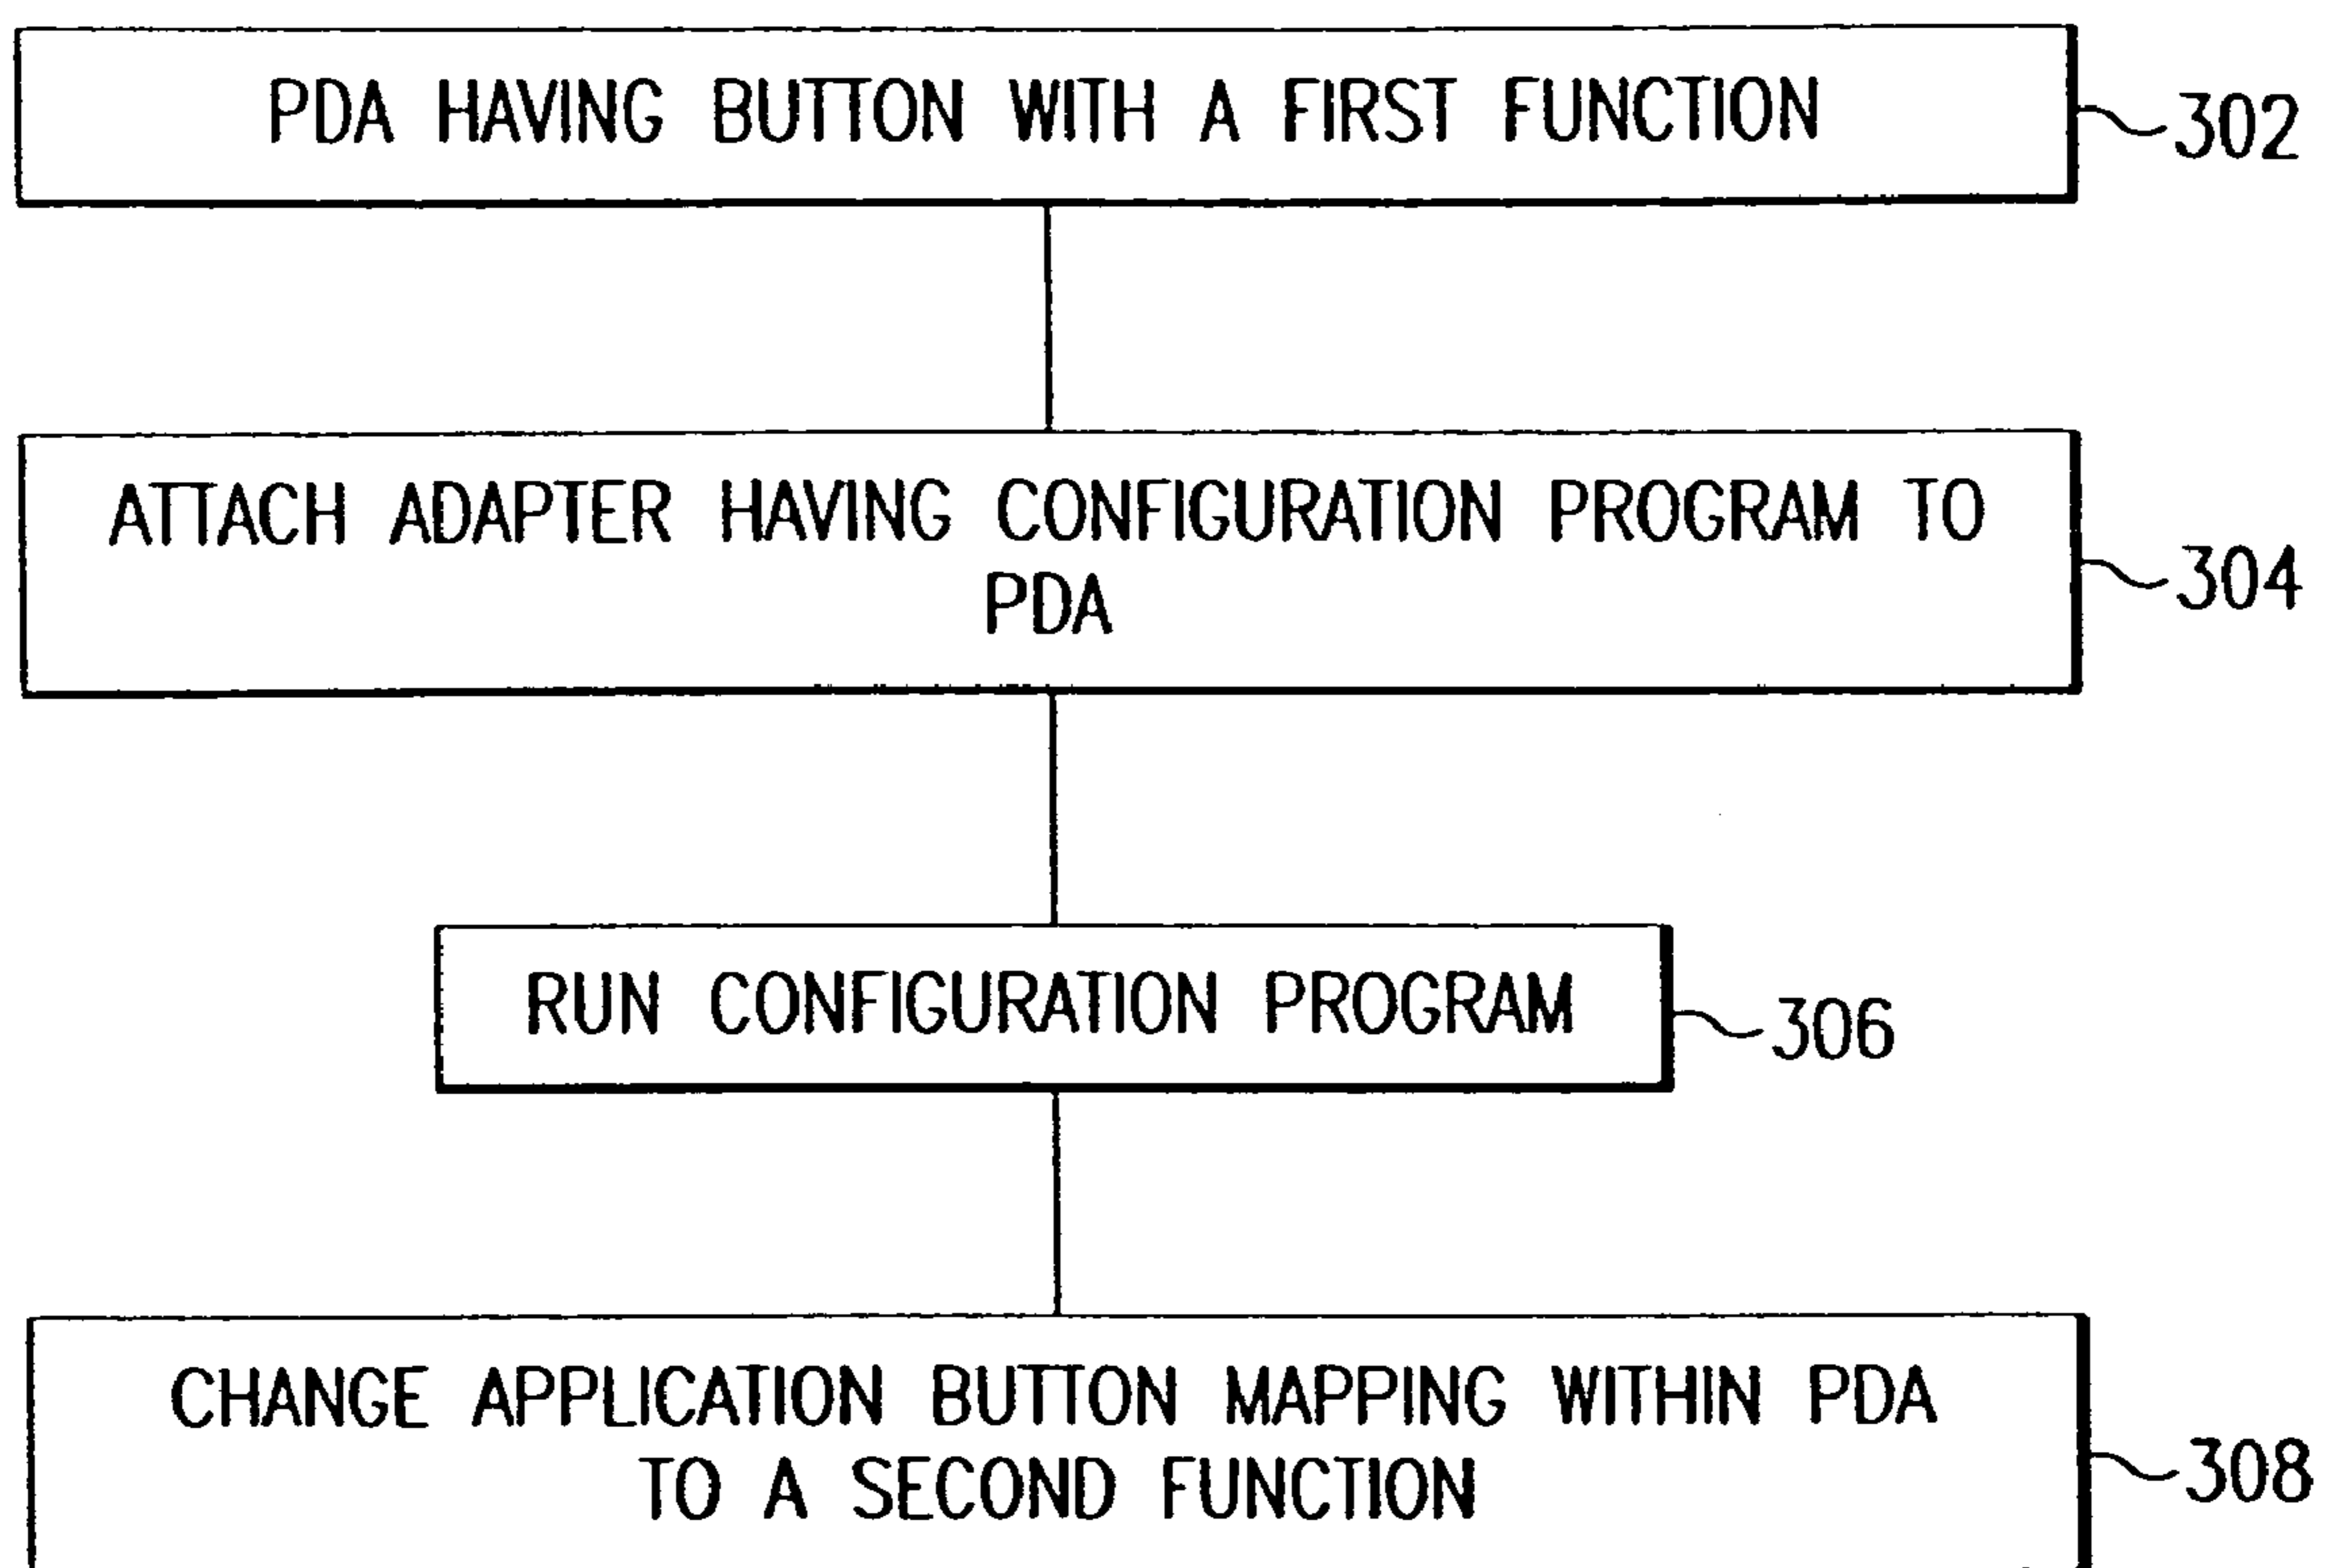 PDA HAVING BUTTON WITH A FIRST FUNCTION
302
ATTACH ADAPTER HAVING CONFIGURATION PROGRAM TO
PDA
304
RUN CONFIGURATION PROGRAM
306
CHANGE APPLICATION BUTTON MAPPING WITHIN PDA
TO A SECOND FUNCTION
308